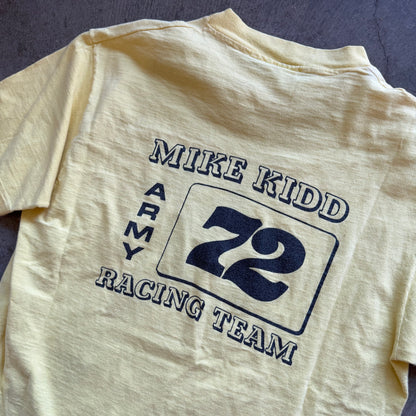 MIKE KIDD
ARMY
72
RACING TEAM